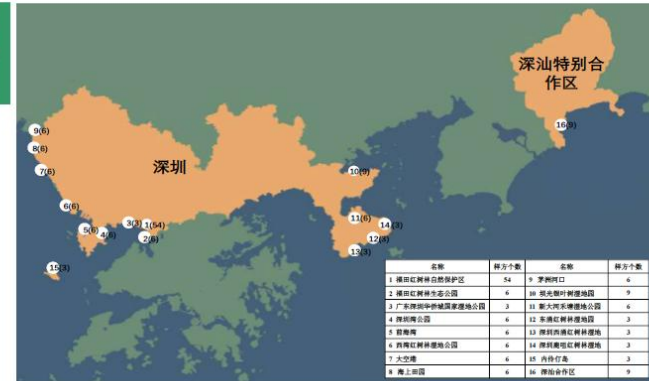 深汕特别合
作区
16(9)
9(6)
8(6)
深圳
7(6)
10(9)
6(6)
3(3)
1(54)
5(6)
4(6)
2(6)
11(6)
14(3)
12(3)
13(3)
15(3)
名称 样方个数 名称 样方个数
1 福田红树林自然保护区 54 9 茅洲河口 6
2 福田红树林生态公园 6 10 坝光银叶树湿地园 9
3 广东深圳华侨城国家湿地公园 3 11 新大河禾塘湿地园 6
4 深圳湾公园 6 12 东涌红树林湿地园 3
5 前海湾 6 13 深圳西涌红树林湿地 3
6 西湾红树林湿地公园 6 14 深圳鹿咀红树林湿地 3
7 大空港 6 15 内伶仃岛 3
8 海上田园 6 16 深汕合作区 9